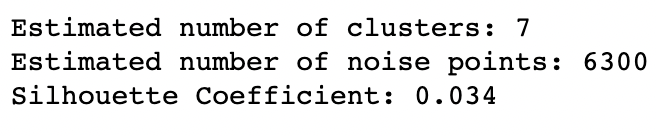 Estimated number of clusters: 7
Estimated number of noise points: 6300
Silhouette Coefficient: 0.034